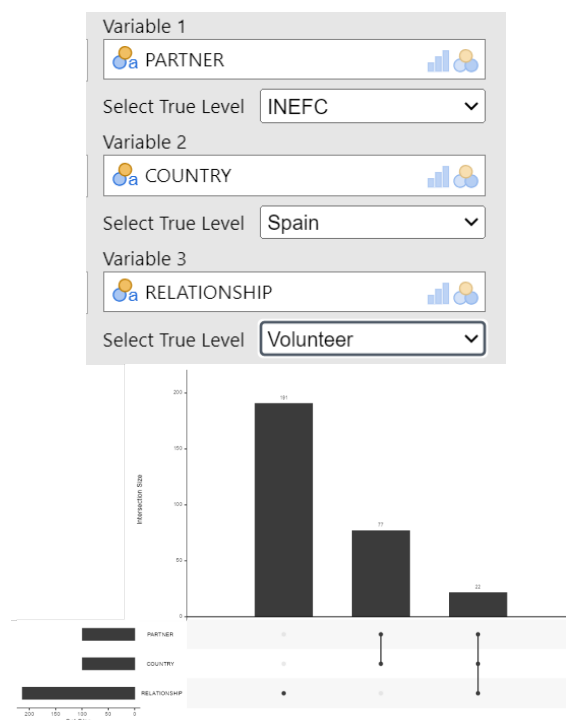 Variable 1
a PARTNER
Select True Level INEFC
Variable 2
a COUNTRY
Select True Level Spain
Variable 3
a RELATIONSHIP
Select True Level Volunteer
200
191
150
Intersection Size
100
77
50
22
0
PARTNER
COUNTRY
RELATIONSHIP
200 150 100 50 0